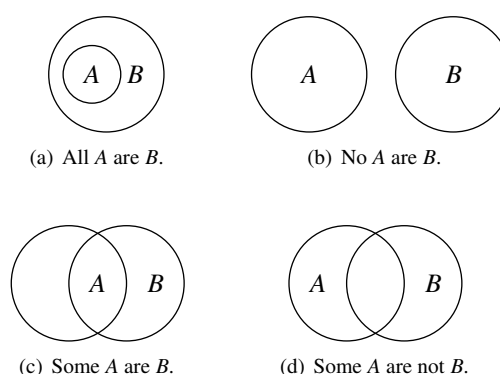 A B
A B
(a) All A are B.
(b) No A are B.
A B
A B
(c) Some A are B.
(d) Some A are not B.